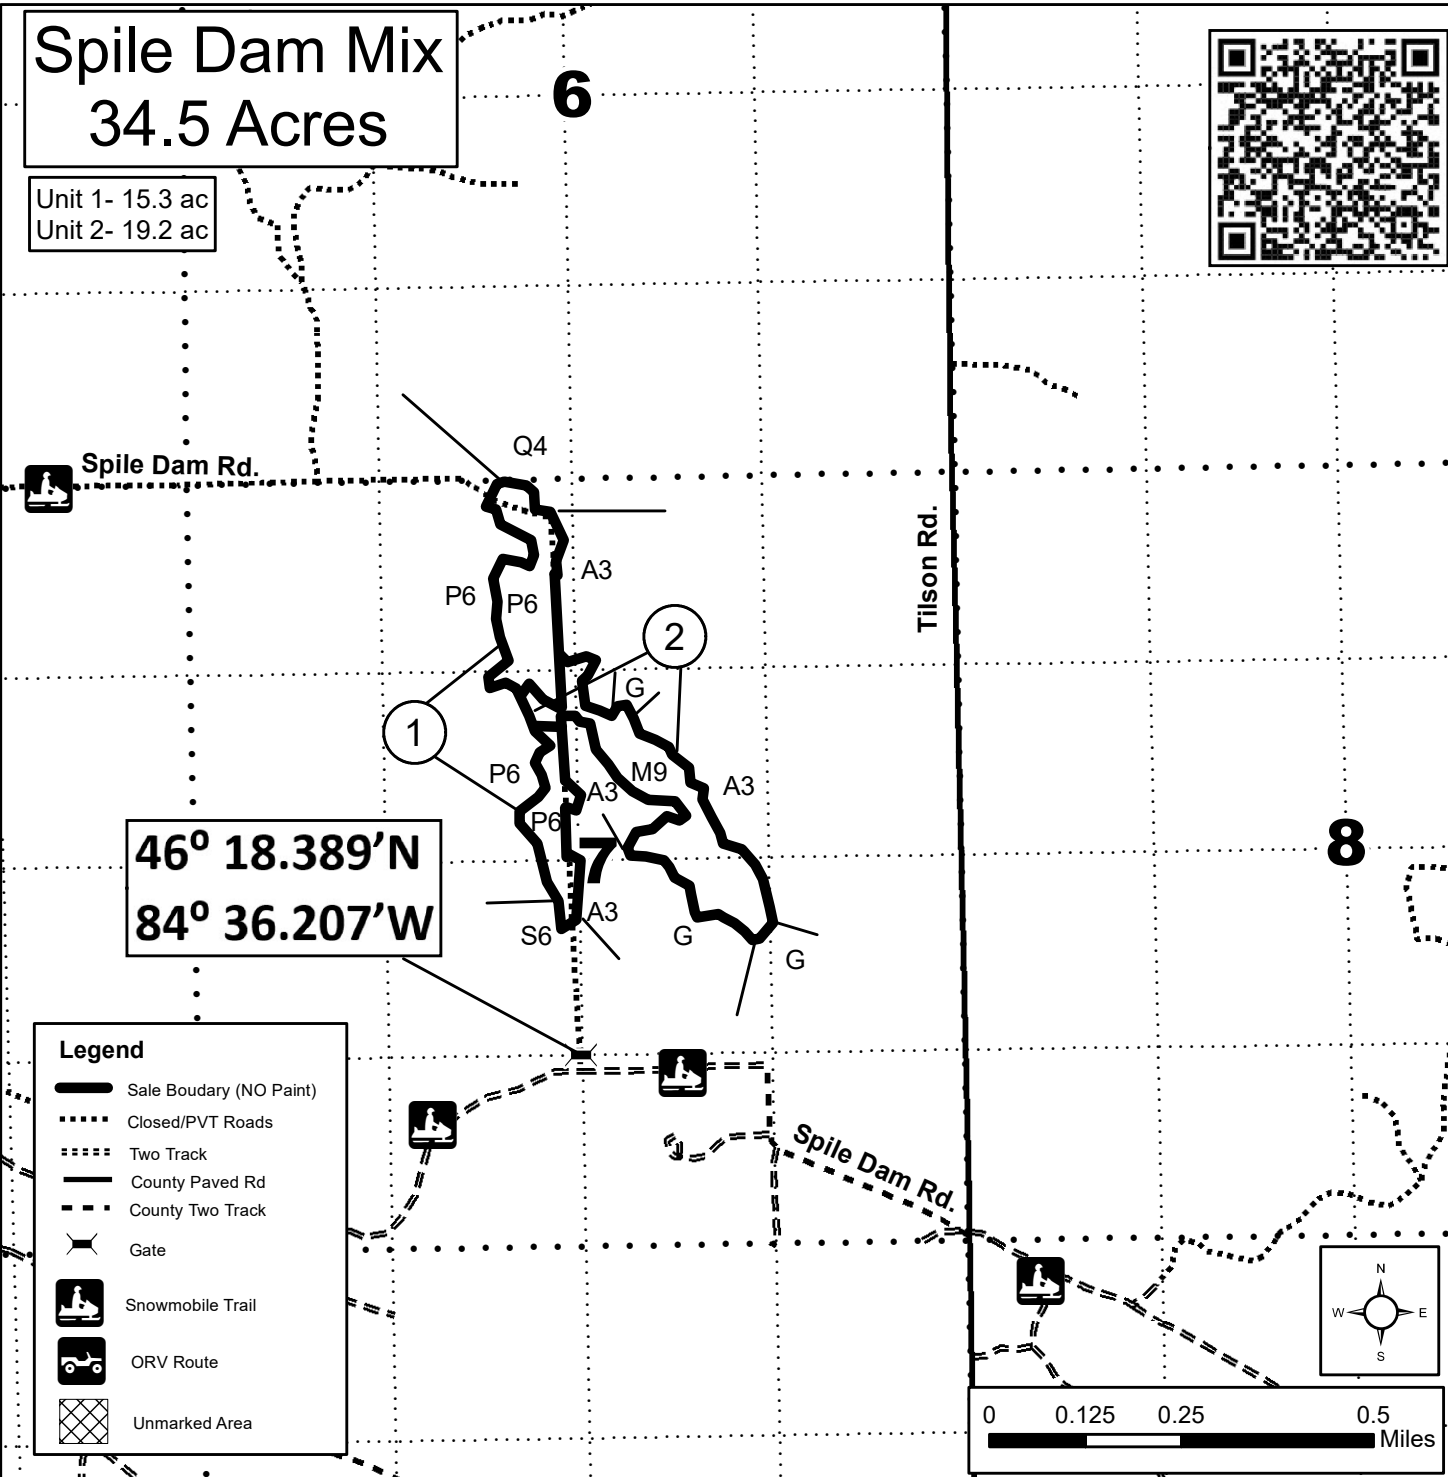 Spile Dam Mix
34.5 Acres
Unit 1- 15.3 ac
Unit 2- 19.2 ac
6
Q4
Spile Dam Rd.
Tilson Rd.
A3
P6
P6
2
G
1
P6
M9
A3
A3
P6
7
8
46⁰ 18.389’N
84⁰ 36.207’W
A3
S6
G
G
Spile Dam Rd.
Legend
Sale Boudary (NO Paint)
Closed/PVT Roads
Two Track
County Paved Rd
County Two Track
Gate
Snowmobile Trail
ORV Route
Unmarked Area
N
W E
S
0 0.125 0.25 0.5
Miles